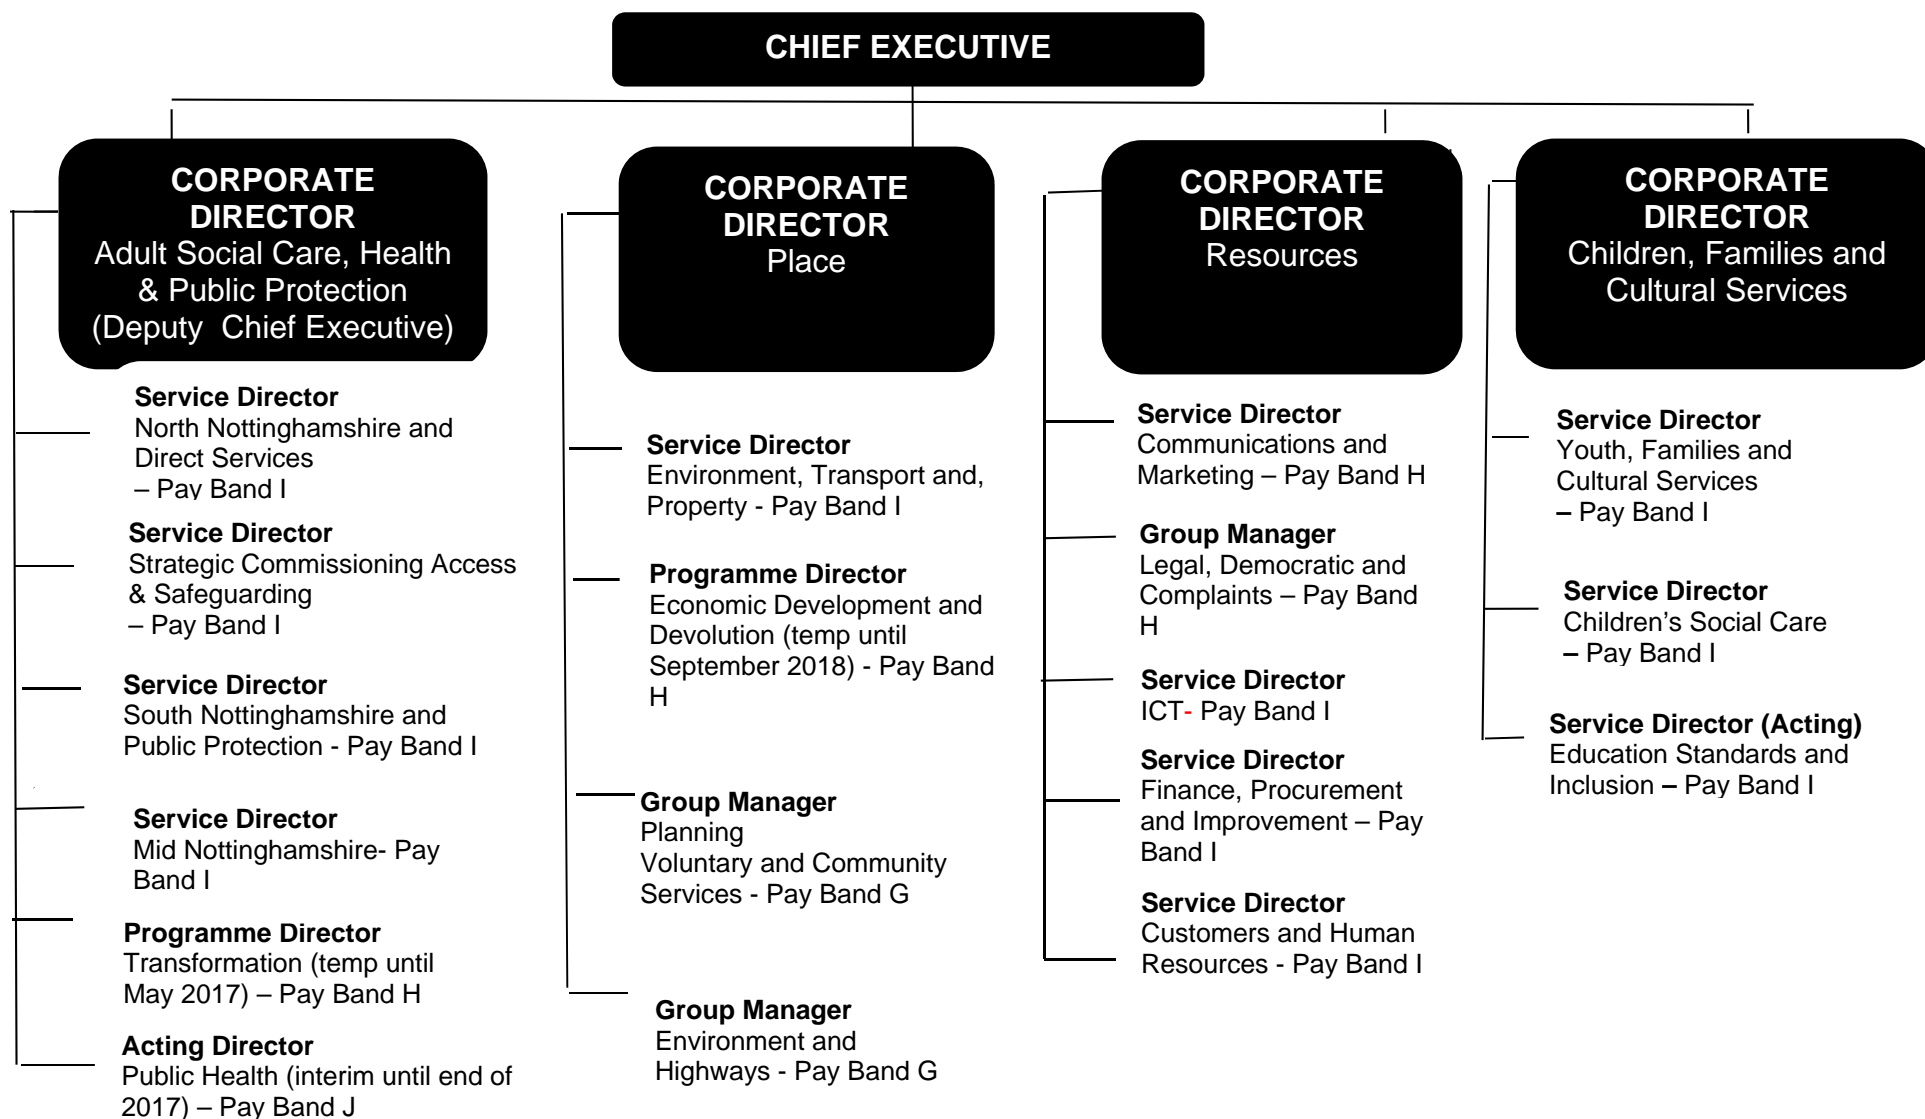 CHIEF EXECUTIVE
CORPORATE
DIRECTOR
Adult Social Care, Health
& Public Protection
(Deputy  Chief Executive)
Service Director
North Nottinghamshire and
Direct Services
– Pay Band I
Service Director
Strategic Commissioning Access
& Safeguarding
– Pay Band I
Service Director
South Nottinghamshire and
Public Protection - Pay Band I
Service Director
Mid Nottinghamshire- Pay
Band I
Programme Director
Transformation (temp until
May 2017) – Pay Band H
Acting Director
Public Health (interim until end of
2017) – Pay Band J
CORPORATE
DIRECTOR
Place
Service Director
Environment, Transport and,
Property - Pay Band I
Programme Director
Economic Development and
Devolution (temp until
September 2018) - Pay Band
H
Group Manager
Planning
Voluntary and Community
Services - Pay Band G
Group Manager
Environment and
Highways - Pay Band G
CORPORATE
DIRECTOR
Resources
Service Director
Communications and
Marketing – Pay Band H
Group Manager
Legal, Democratic and
Complaints – Pay Band
H
Service Director
ICT- Pay Band I
Service Director
Finance, Procurement
and Improvement – Pay
Band I
Service Director
Customers and Human
Resources - Pay Band I
CORPORATE
DIRECTOR
Children, Families and
Cultural Services
Service Director
Youth, Families and
Cultural Services
– Pay Band I
Service Director
Children’s Social Care
– Pay Band I
Service Director (Acting)
Education Standards and
Inclusion – Pay Band I